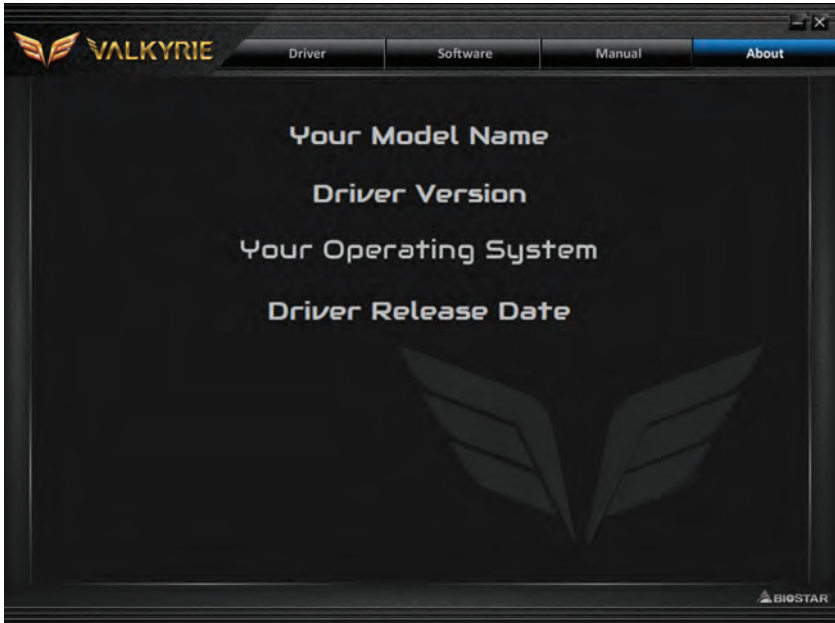 VALKYRIE
Driver Software Manual About
Your Model Name
Driver Version
Your Operating System
Driver Release Date
BIOSTAR